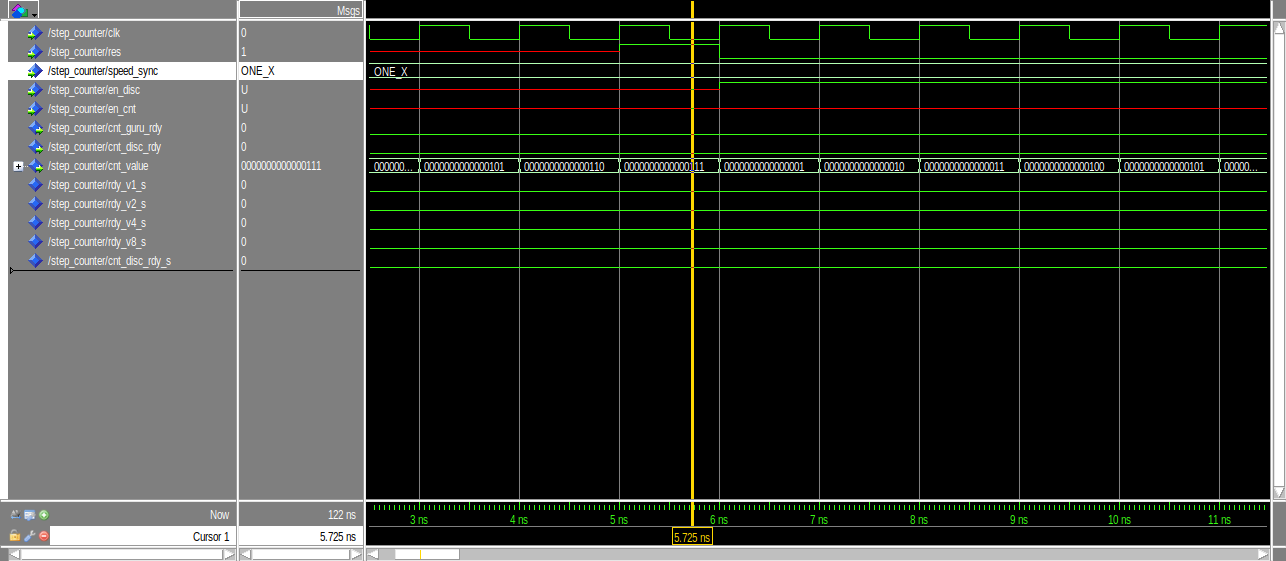 Msgs
/step_counter/clk 0
/step_counter/res 1
/step_counter/speed_sync ONE_X ONE_X
/step_counter/en_disc U
/step_counter/en_cnt U
/step_counter/cnt_guru_rdy 0
/step_counter/cnt_disc_rdy 0
/step_counter/cnt_value 0000000000000111 000000... 0000000000000101 0000000000000110 0000000000000111 0000000000000001 0000000000000010 0000000000000011 0000000000000100 0000000000000101 00000...
/step_counter/rdy_v1_s 0
/step_counter/rdy_v2_s 0
/step_counter/rdy_v4_s 0
/step_counter/rdy_v8_s 0
/step_counter/cnt_disc_rdy_s 0
Now 122 ns 3 ns 4 ns 5 ns 6 ns 7 ns 8 ns 9 ns 10 ns 11 ns
Cursor 1 5.725 ns 5.725 ns